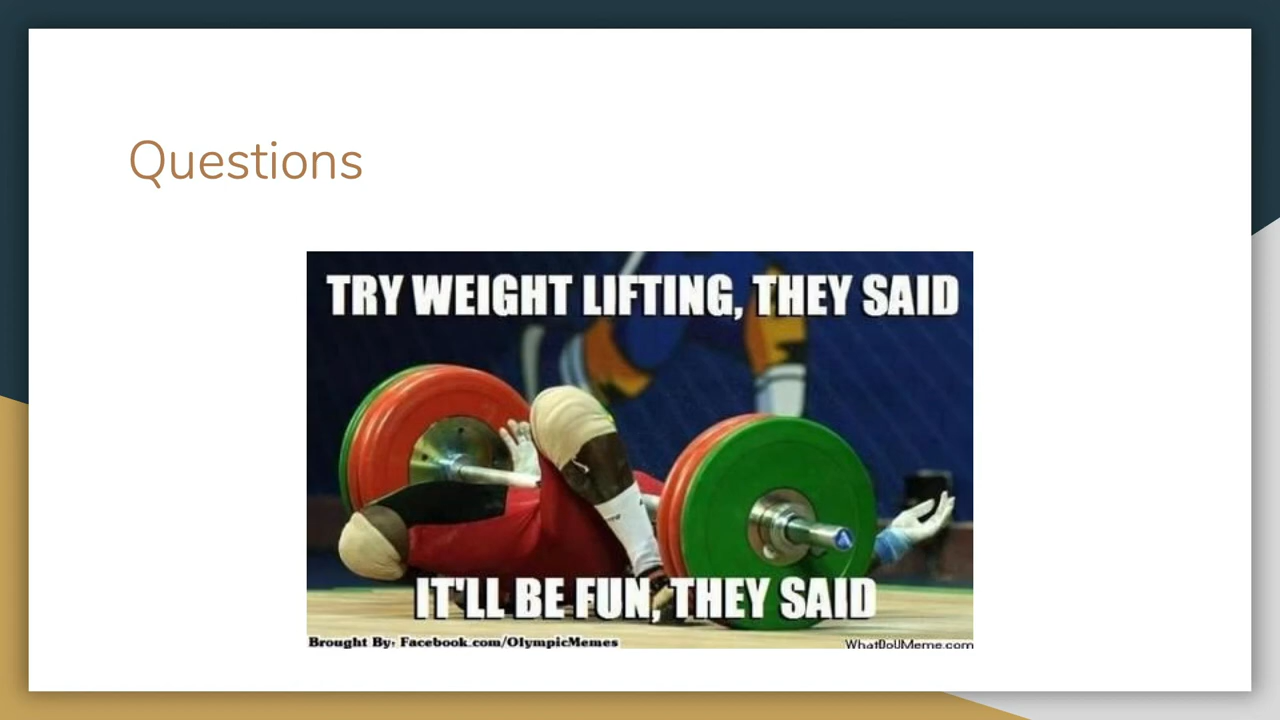 Questions
TRY WEIGHT LIFTING, THEY SAID
IT'LL BE FUN, THEY SAID
Brought By: Facebook.com/OlympicMemes
WhatDoUMeme.com